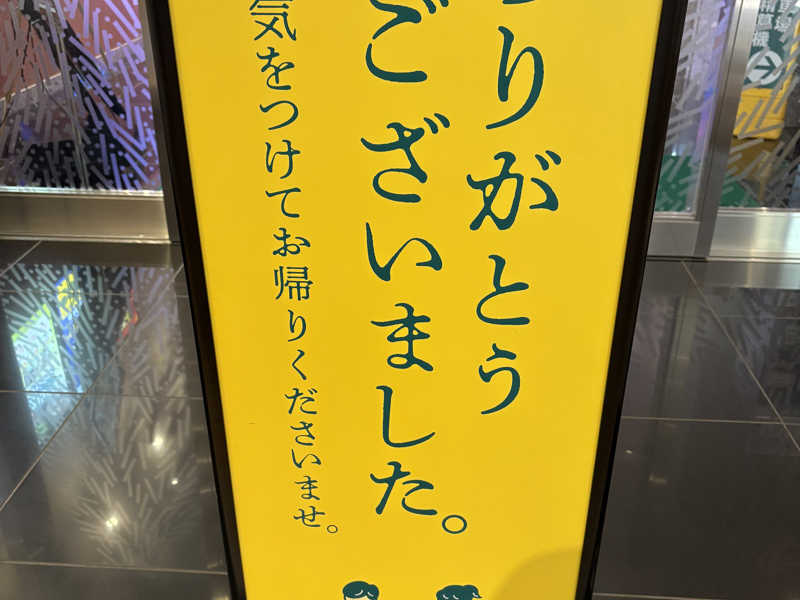 りがとう
ございました。
気をつけてお帰りくださいませ。